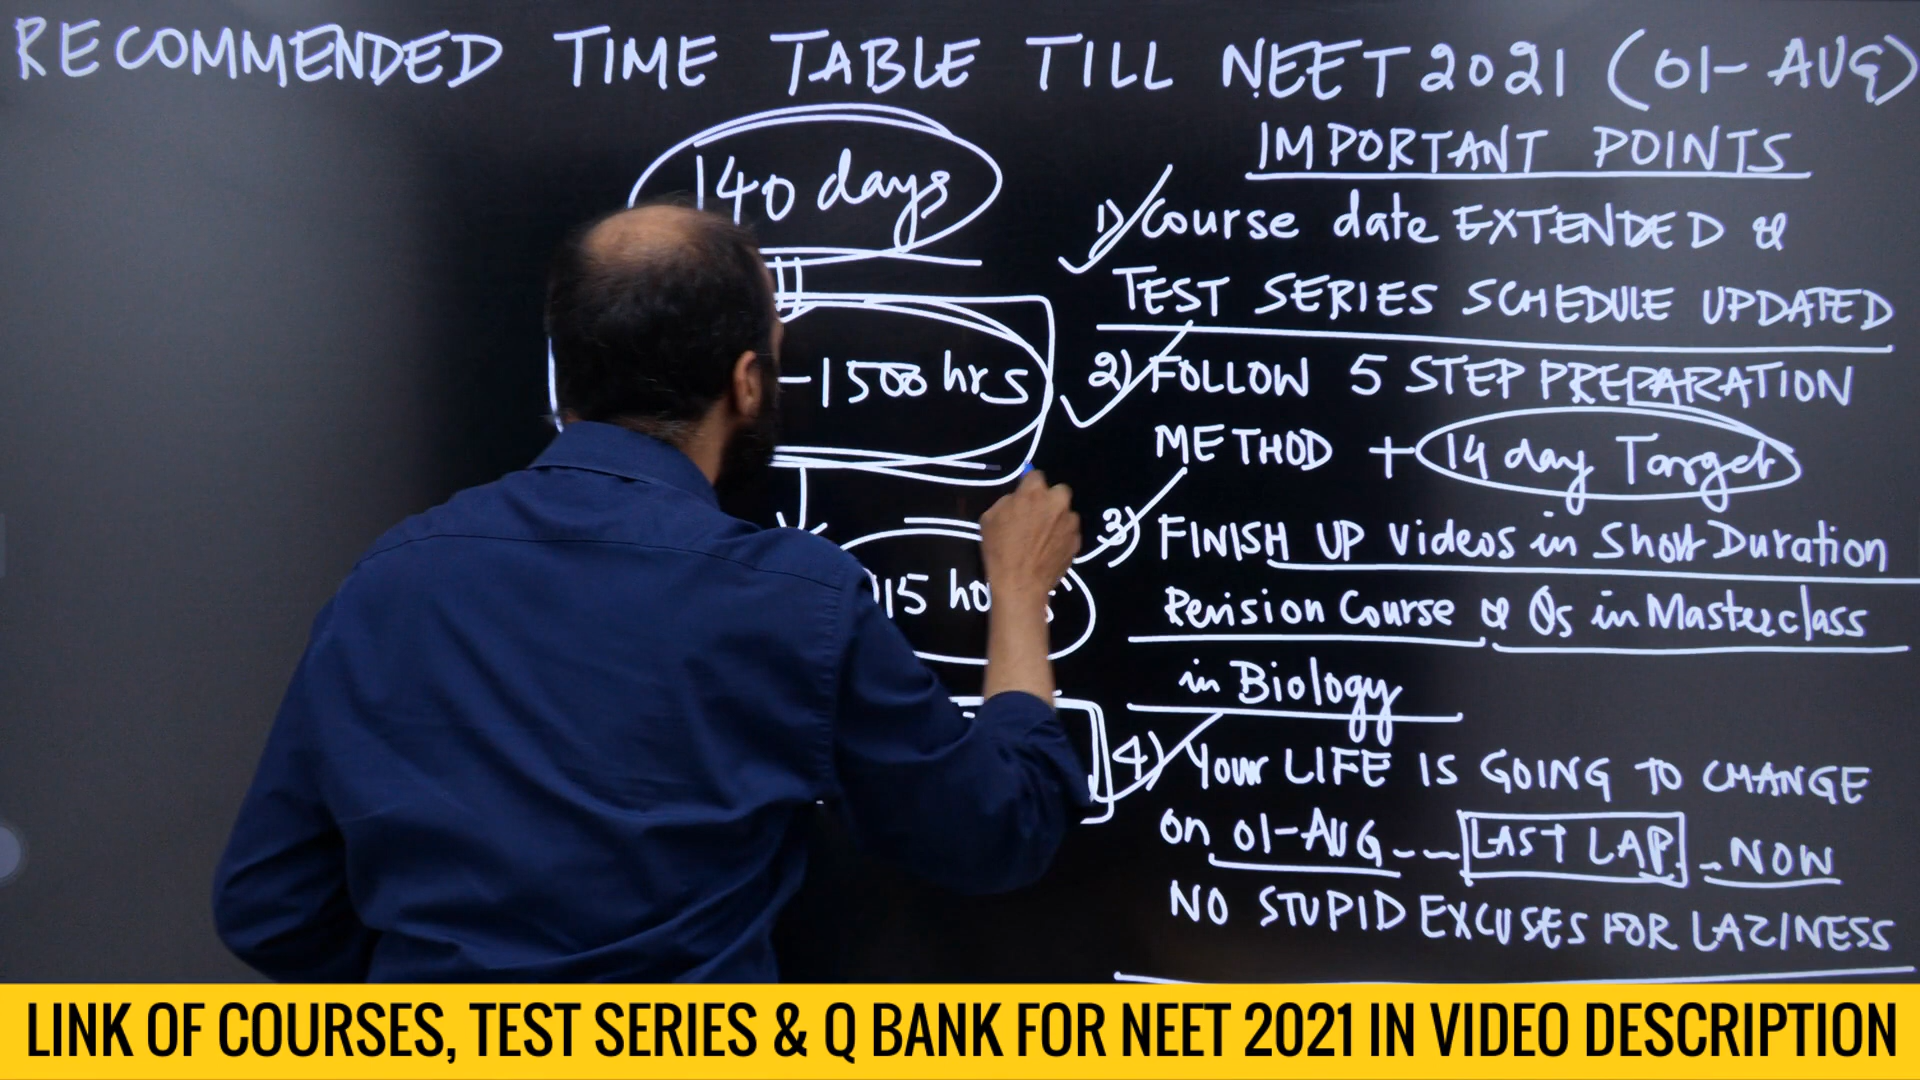 RECOMMENDED TIME TABLE TILL NEET 2021 (01-AUG)
140 days
-1500 hrs
15
IMPORTANT POINTS
1) Course date EXTENDED &
TEST SERIES SCHEDULE UPDATED
2) FOLLOW 5 STEP PREPARATION
METHOD + 14 day Target
3) FINISH UP Videos in Short Duration
Revision Course & Qs in Masterclass
in Biology
4) Your LIFE IS GOING TO CHANGE
on 01-AUG --- LAST LAP - NOW
NO STUPID EXCUSES FOR LAZINESS
LINK OF COURSES, TEST SERIES & Q BANK FOR NEET 2021 IN VIDEO DESCRIPTION